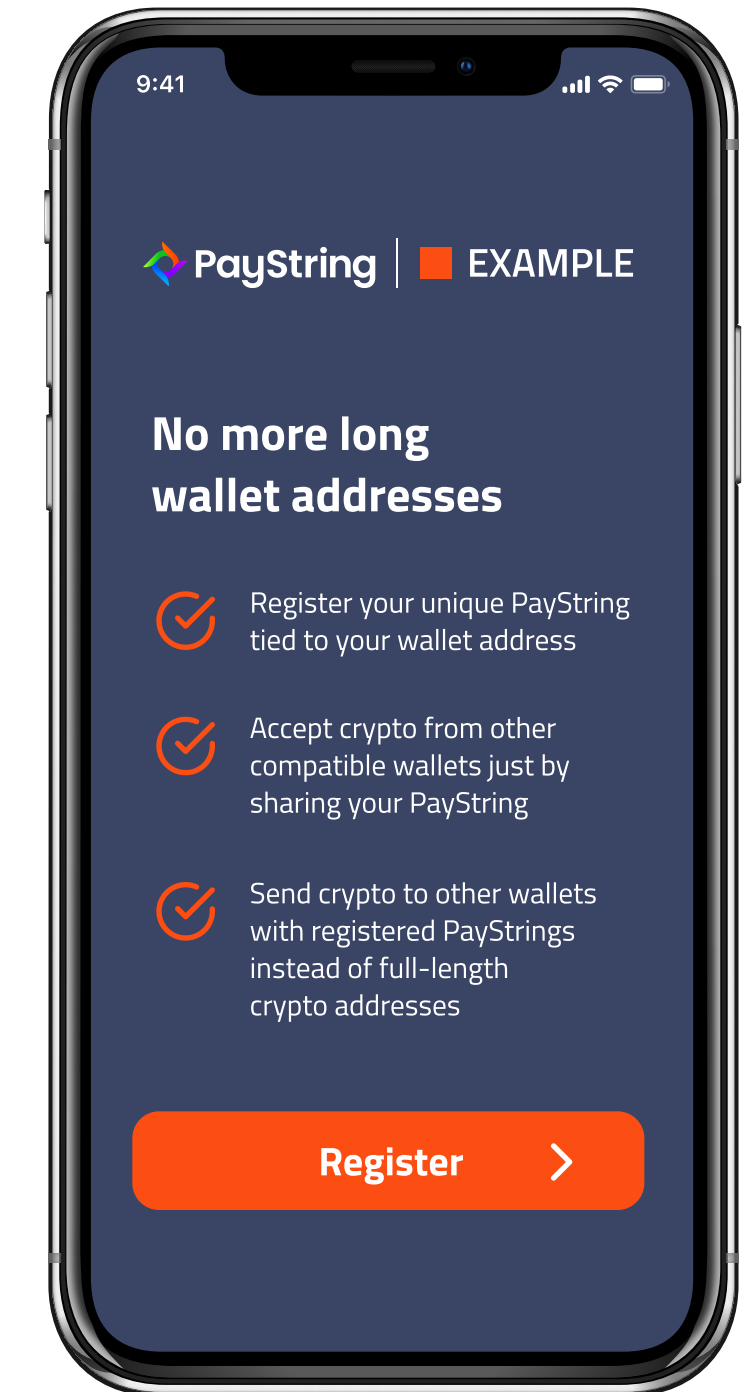 9:41
PayString | EXAMPLE
No more long
wallet addresses
Register your unique PayString
tied to your wallet address
Accept crypto from other
compatible wallets just by
sharing your PayString
Send crypto to other wallets
with registered PayStrings
instead of full-length
crypto addresses
Register